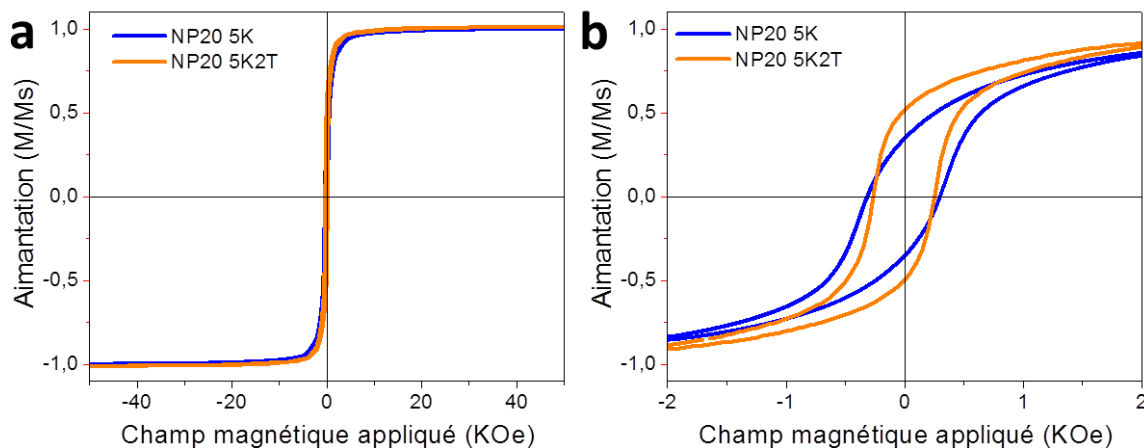 a
NP20 5K
NP20 5K2T
1,0
0,5
0,0
-0,5
-1,0
Aimantation (M/Ms)
-40 -20 0 20 40
Champ magnétique appliqué (KOe)
b
NP20 5K
NP20 5K2T
1,0
0,5
0,0
-0,5
-1,0
Aimantation (M/Ms)
-2 -1 0 1 2
Champ magnétique appliqué (KOe)